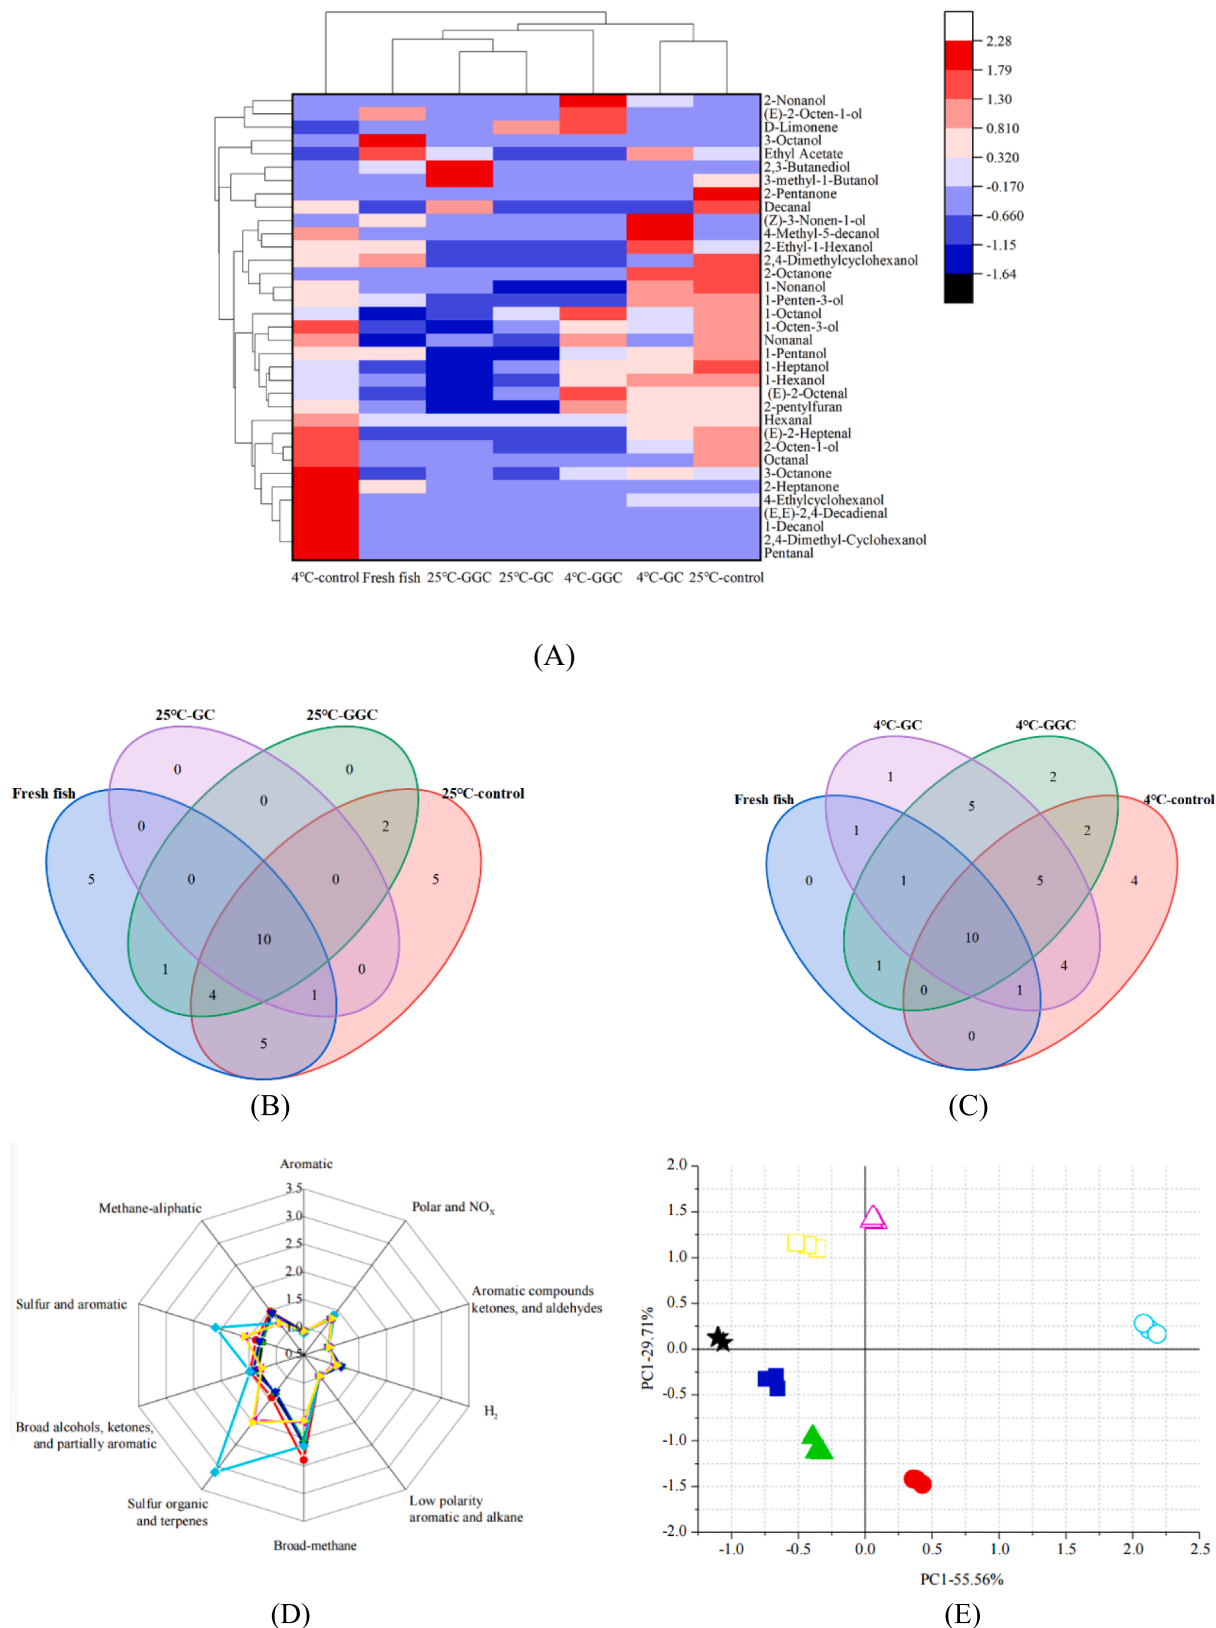 2.28
1.79
1.30
0.810
0.320
-0.170
-0.660
-1.15
-1.64
2-Nonanol
(E)-2-Octen-1-ol
D-Limonene
3-Octanol
Ethyl Acetate
2,3-Butanediol
3-methyl-1-Butanol
2-Pentanone
Decanal
(Z)-3-Nonen-1-ol
4-Methyl-5-decanol
2-Ethyl-1-Hexanol
2,4-Dimethylcyclohexanol
2-Octanone
1-Nonanol
1-Penten-3-ol
1-Octanol
1-Octen-3-ol
Nonanal
1-Pentanol
1-Heptanol
1-Hexanol
(E)-2-Octenal
2-pentylfuran
Hexanal
(E)-2-Heptenal
2-Octen-1-ol
Octanal
3-Octanone
2-Heptanone
4-Ethylcyclohexanol
(E,E)-2,4-Decadienal
1-Decanol
2,4-Dimethyl-Cyclohexanol
Pentanal
4℃-control Fresh fish 25℃-GGC 25℃-GC 4℃-GGC 4℃-GC 25℃-control
(A)
25℃-GC 25℃-GGC
Fresh fish 25℃-control
0 0
0
0 2
5 0 0 5
10
1 0
4 1
5
(B)
4℃-GC 4℃-GGC
Fresh fish 4℃-control
1 2
5
1 2
0 1 5 4
10
1 4
0 1
0
(C)
Aromatic
3.5
3.0
2.5
2.0
1.5
1.0
0.5
Polar and NOX
Aromatic compounds
ketones, and aldehydes
H2
Low polarity
aromatic and alkane
Broad-methane
Sulfur organic
and terpenes
Broad alcohols, ketones,
and partially aromatic
Sulfur and aromatic
Methane-aliphatic
(D)
PC1-29.71%
2.0
1.5
1.0
0.5
0.0
-0.5
-1.0
-1.5
-2.0
-1.0 -0.5 0.0 0.5 1.0 1.5 2.0 2.5
PC1-55.56%
(E)